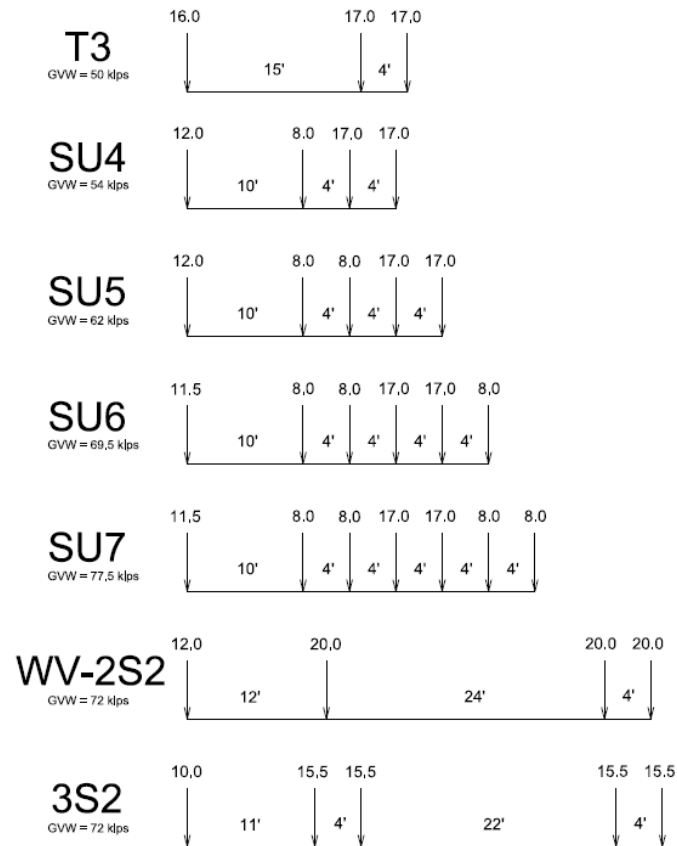 16.0 17.0 17.0
T3
GVW = 50 kips
15' 4'
12.0 8.0 17.0 17.0
SU4
GVW = 54 kips
10' 4' 4'
12.0 8.0 8.0 17.0 17.0
SU5
GVW = 62 kips
10' 4' 4' 4'
11.5 8.0 8.0 17.0 17.0 8.0
SU6
GVW = 69.5 kips
10' 4' 4' 4' 4'
11.5 8.0 8.0 17.0 17.0 8.0 8.0
SU7
GVW = 77.5 kips
10' 4' 4' 4' 4' 4'
12.0 20.0 20.0 20.0
WV-2S2
GVW = 72 kips
12' 24' 4'
10.0 15.5 15.5 15.5 15.5
3S2
GVW = 72 kips
11' 4' 22' 4'